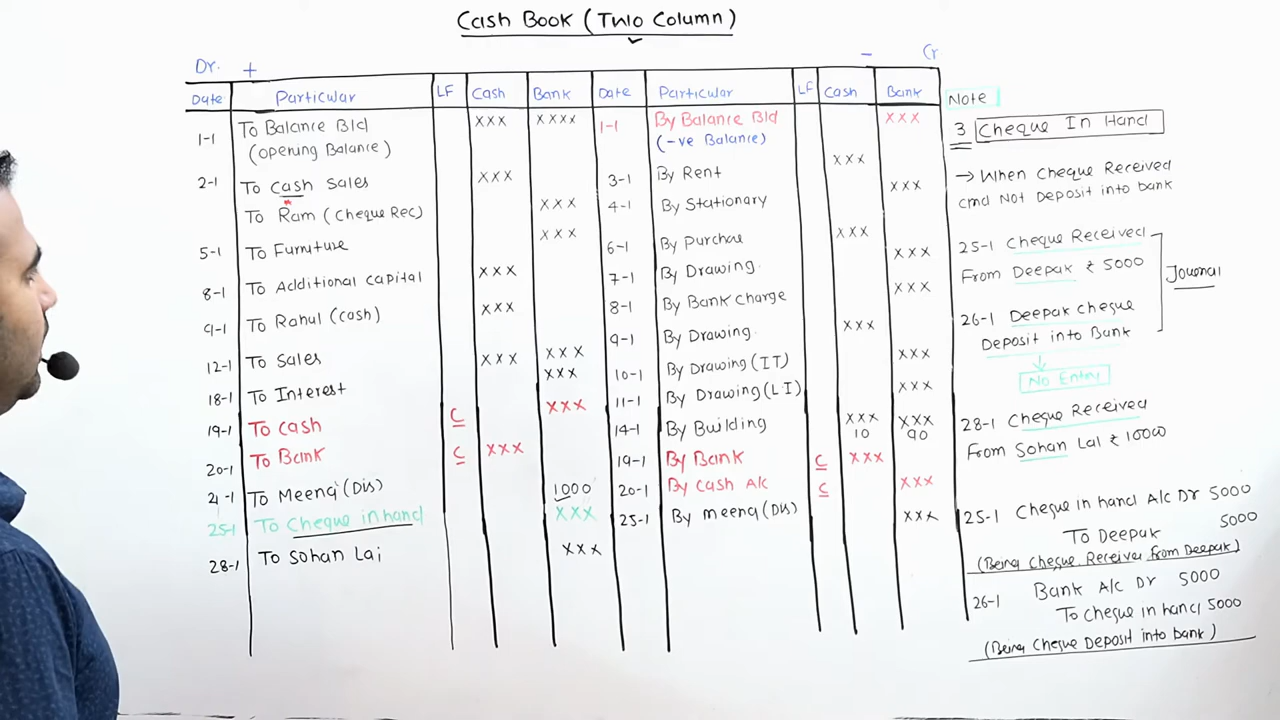 Cash Book (Two Column)
Dr. + - Cr
Date Particular LF Cash Bank Date Particular LF Cash Bank
1-1 To Balance Bld xxx xxxx
(opening Balance)
2-1 To cash Sales xxx
To Ram (Cheque Rec) xxx
5-1 To Furniture xxx
8-1 To Additional capital xxx
9-1 To Rahul (cash) xxx
12-1 To Sales xxx xxx
18-1 To Interest xxx
19-1 To cash C xxx
20-1 To Bank C xxx
21-1 To Meena (Dis) 1000
25-1 To Cheque in hand xxx
28-1 To Sohan Lal xxx
1-1 By Balance Bld xxx
(-ve Balance)
3-1 By Rent xxx
4-1 By Stationary xxx
6-1 By Purchase xxx
7-1 By Drawing. xxx
8-1 By Bank Charge xxx
9-1 By Drawing. xxx
10-1 By Drawing (IT) xxx
11-1 By Drawing (L I) xxx
14-1 By Building xxx xxx
10 90
19-1 By Bank C xxx
20-1 By Cash A/c C xxx
25-1 By meena (Dis) xxx
Note
3 Cheque In Hand
→ When Cheque Received
and Not Deposit into bank
25-1 Cheque Received
From Deepak ₹ 5000
26-1 Deepak Cheque
Deposit into Bank
Journal
No Entry
28-1 Cheque Received
From Sohan Lal ₹ 10000
25-1 Cheque in hand A/c Dr 5000
To Deepak 5000
(Being Cheque Receive from Deepak)
26-1 Bank A/c Dr 5000
To Cheque in hand 5000
(Being Cheque Deposit into bank)